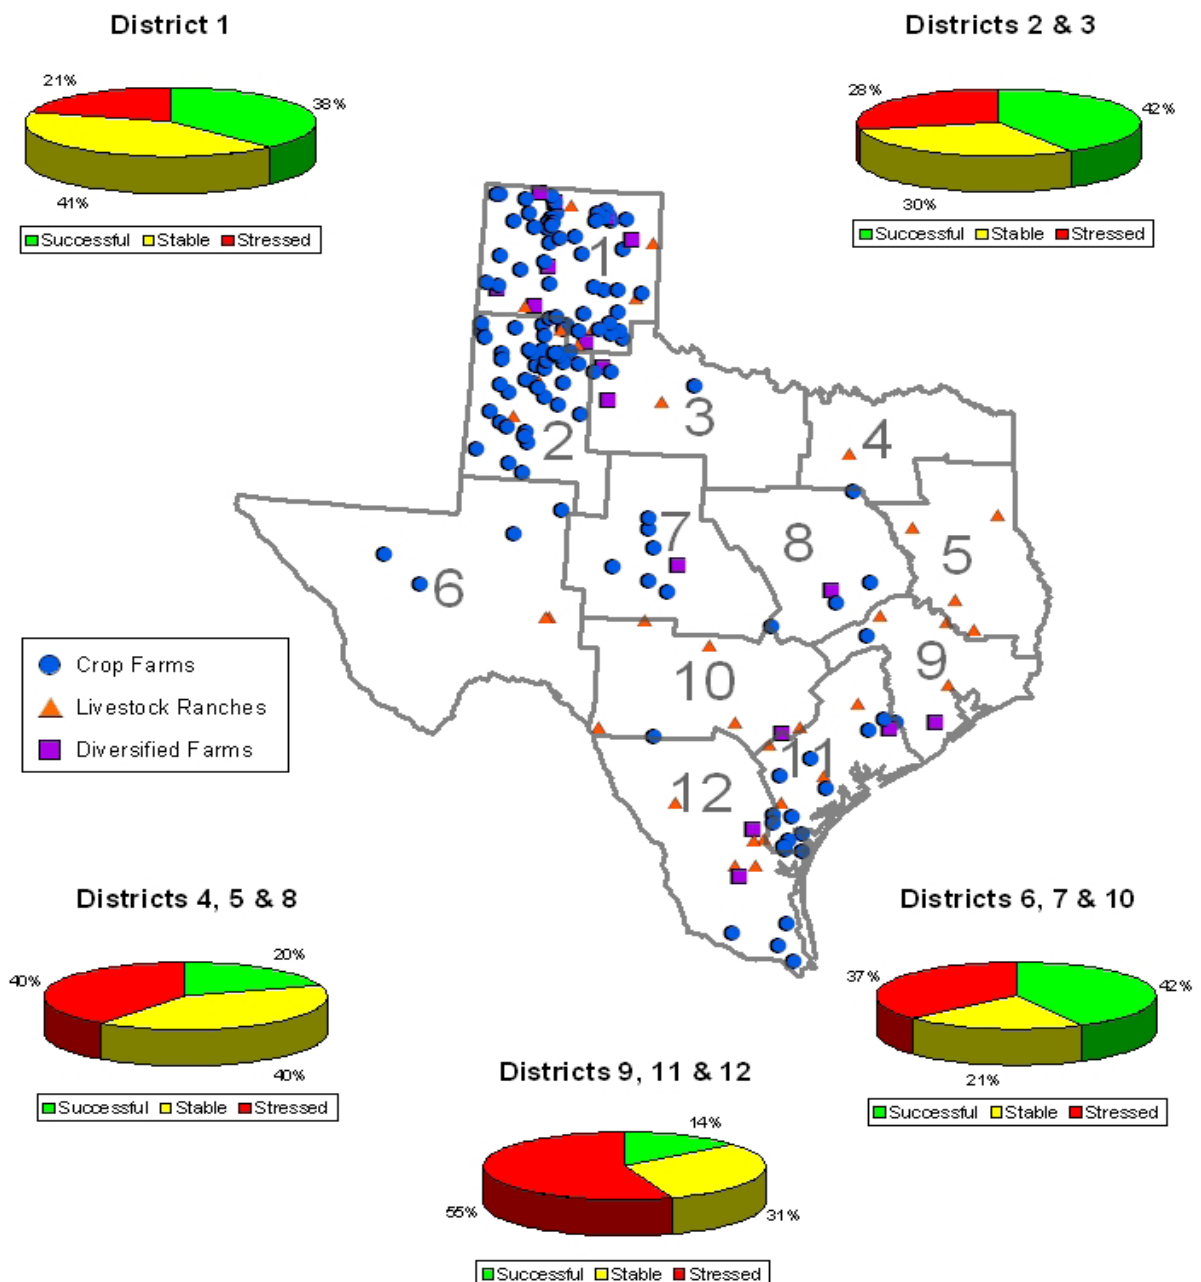 District 1
Districts 2 & 3
21%
38%
41%
Successful Stable Stressed
28%
42%
30%
Successful Stable Stressed
1
2
3
4
5
6
7
8
9
10
11
12
Crop Farms
Livestock Ranches
Diversified Farms
Districts 4, 5 & 8
20%
40%
40%
Successful Stable Stressed
Districts 6, 7 & 10
37%
42%
21%
Successful Stable Stressed
Districts 9, 11 & 12
14%
55%
31%
Successful Stable Stressed